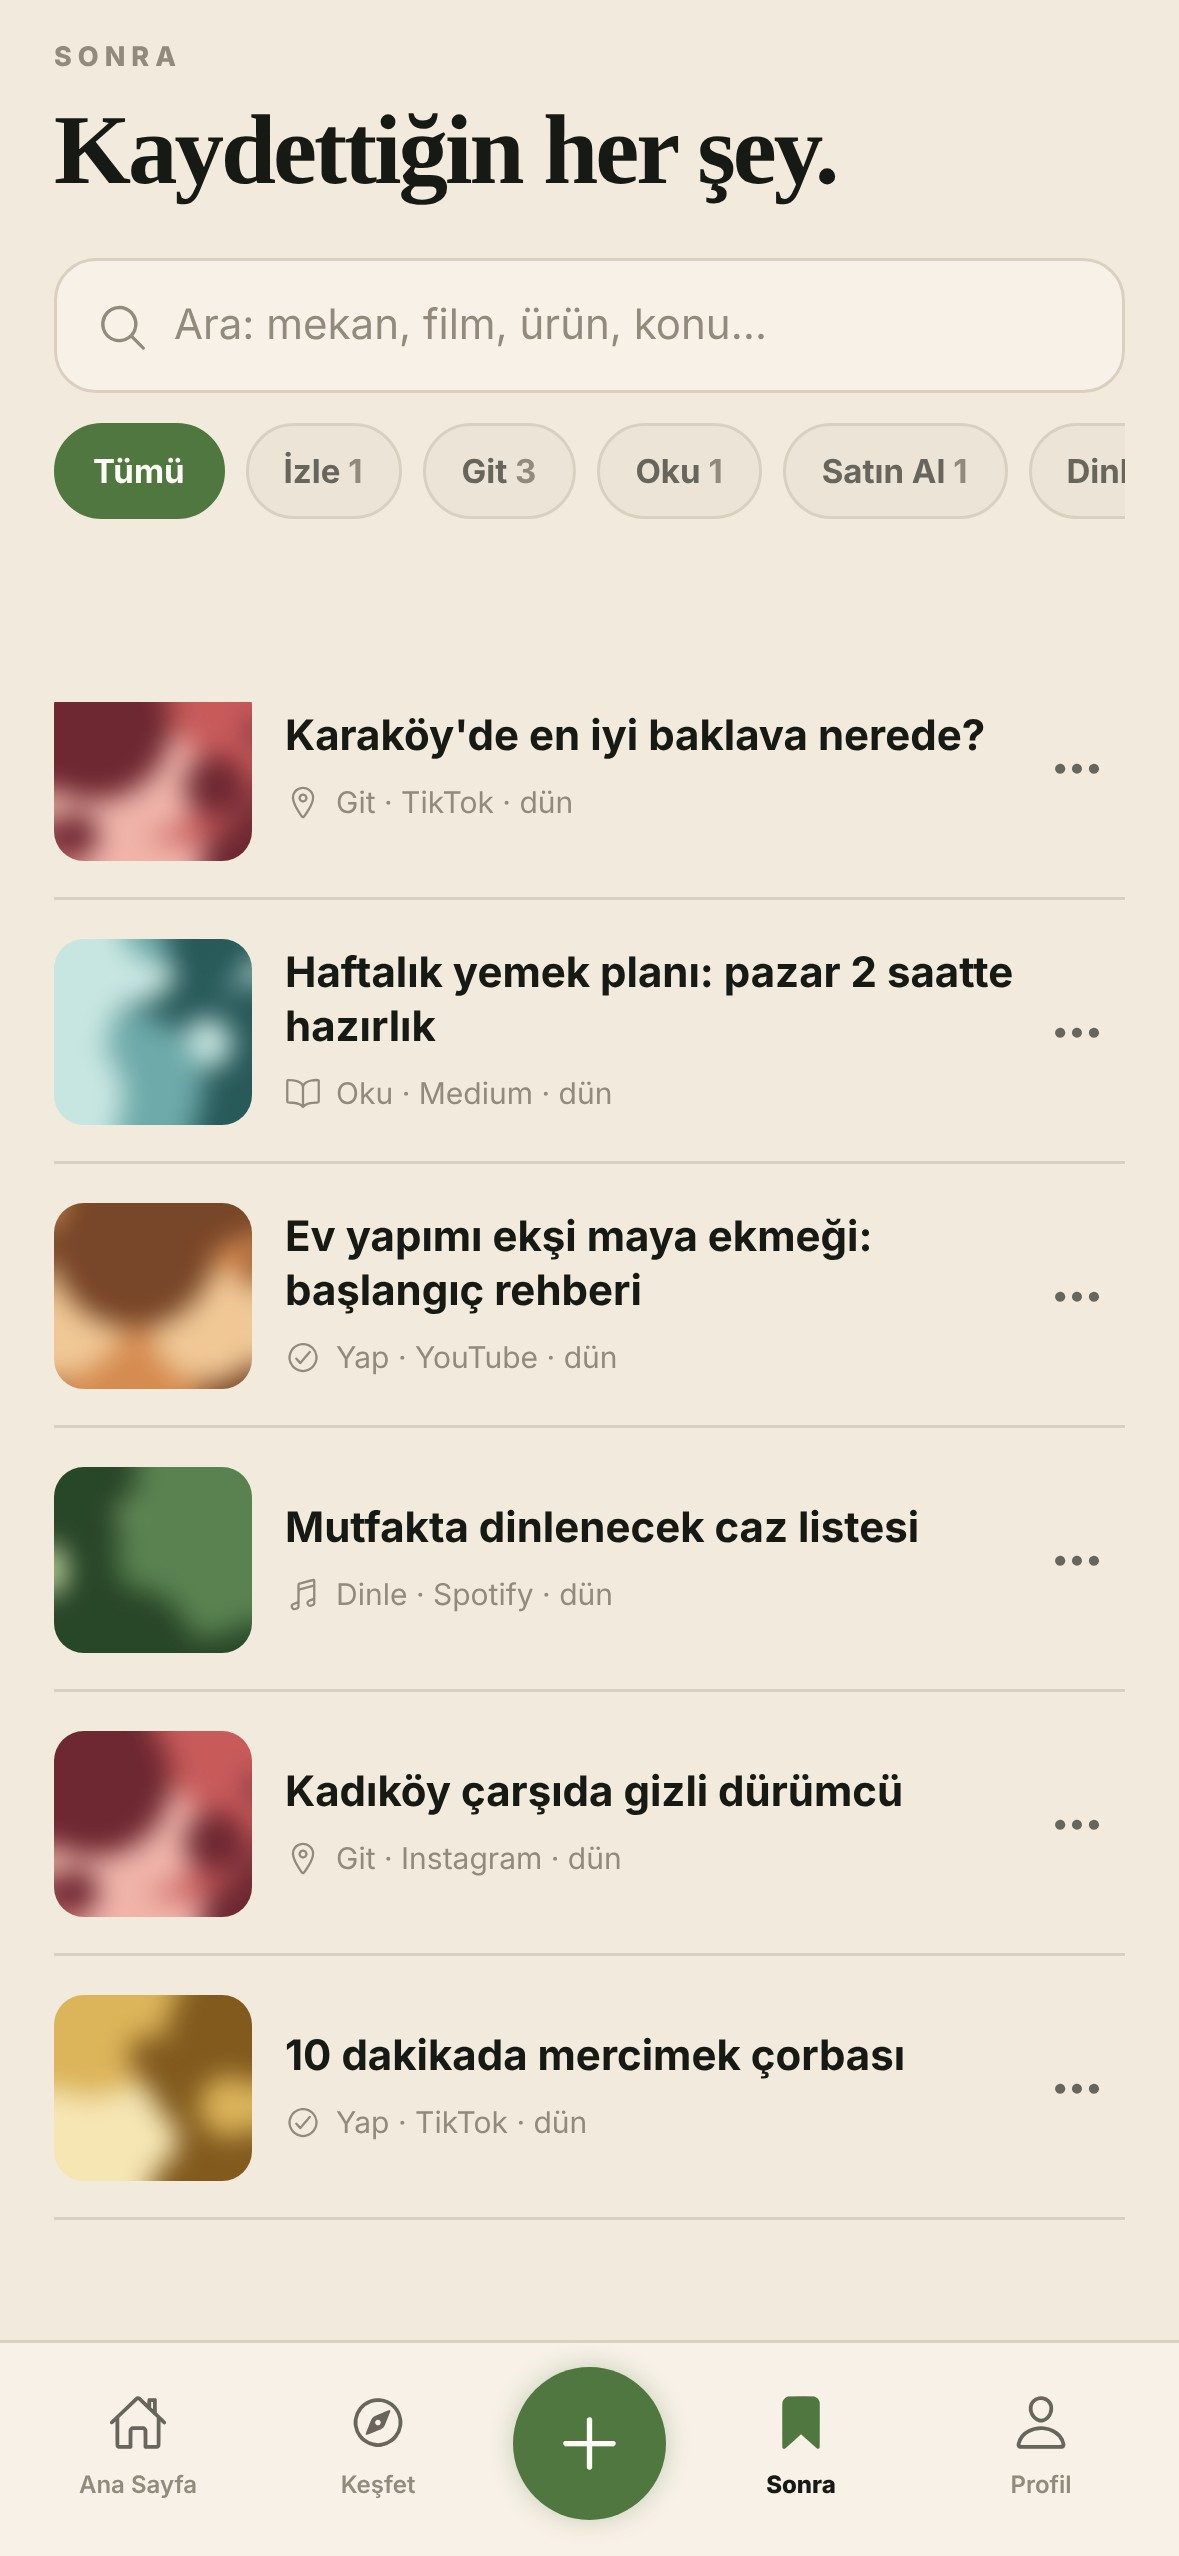 SONRA
Kaydettiğin her şey.
Ara: mekan, film, ürün, konu...
Tümü
İzle 1
Git 3
Oku 1
Satın Al 1
Karaköy'de en iyi baklava nerede?
Git · TikTok · dün
Haftalık yemek planı: pazar 2 saatte
hazırlık
Oku · Medium · dün
Ev yapımı ekşi maya ekmeği:
başlangıç rehberi
Yap · YouTube · dün
Mutfakta dinlenecek caz listesi
Dinle · Spotify · dün
Kadıköy çarşıda gizli dürümcü
Git · Instagram · dün
10 dakikada mercimek çorbası
Yap · TikTok · dün
Ana Sayfa
Keşfet
Sonra
Profil